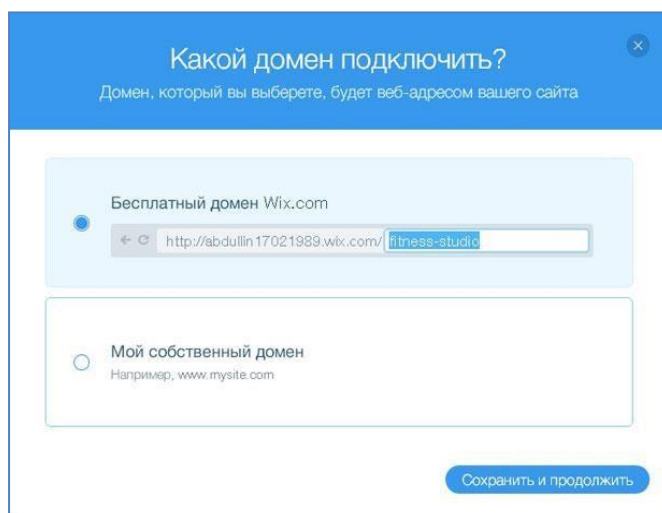 Какой домен подключить?
Домен, который вы выберете, будет веб-адресом вашего сайта
Бесплатный домен Wix.com
http://abdullin17021989.wix.com/ fitness-studio
Мой собственный домен
Например, www.mysite.com
Сохранить и продолжить